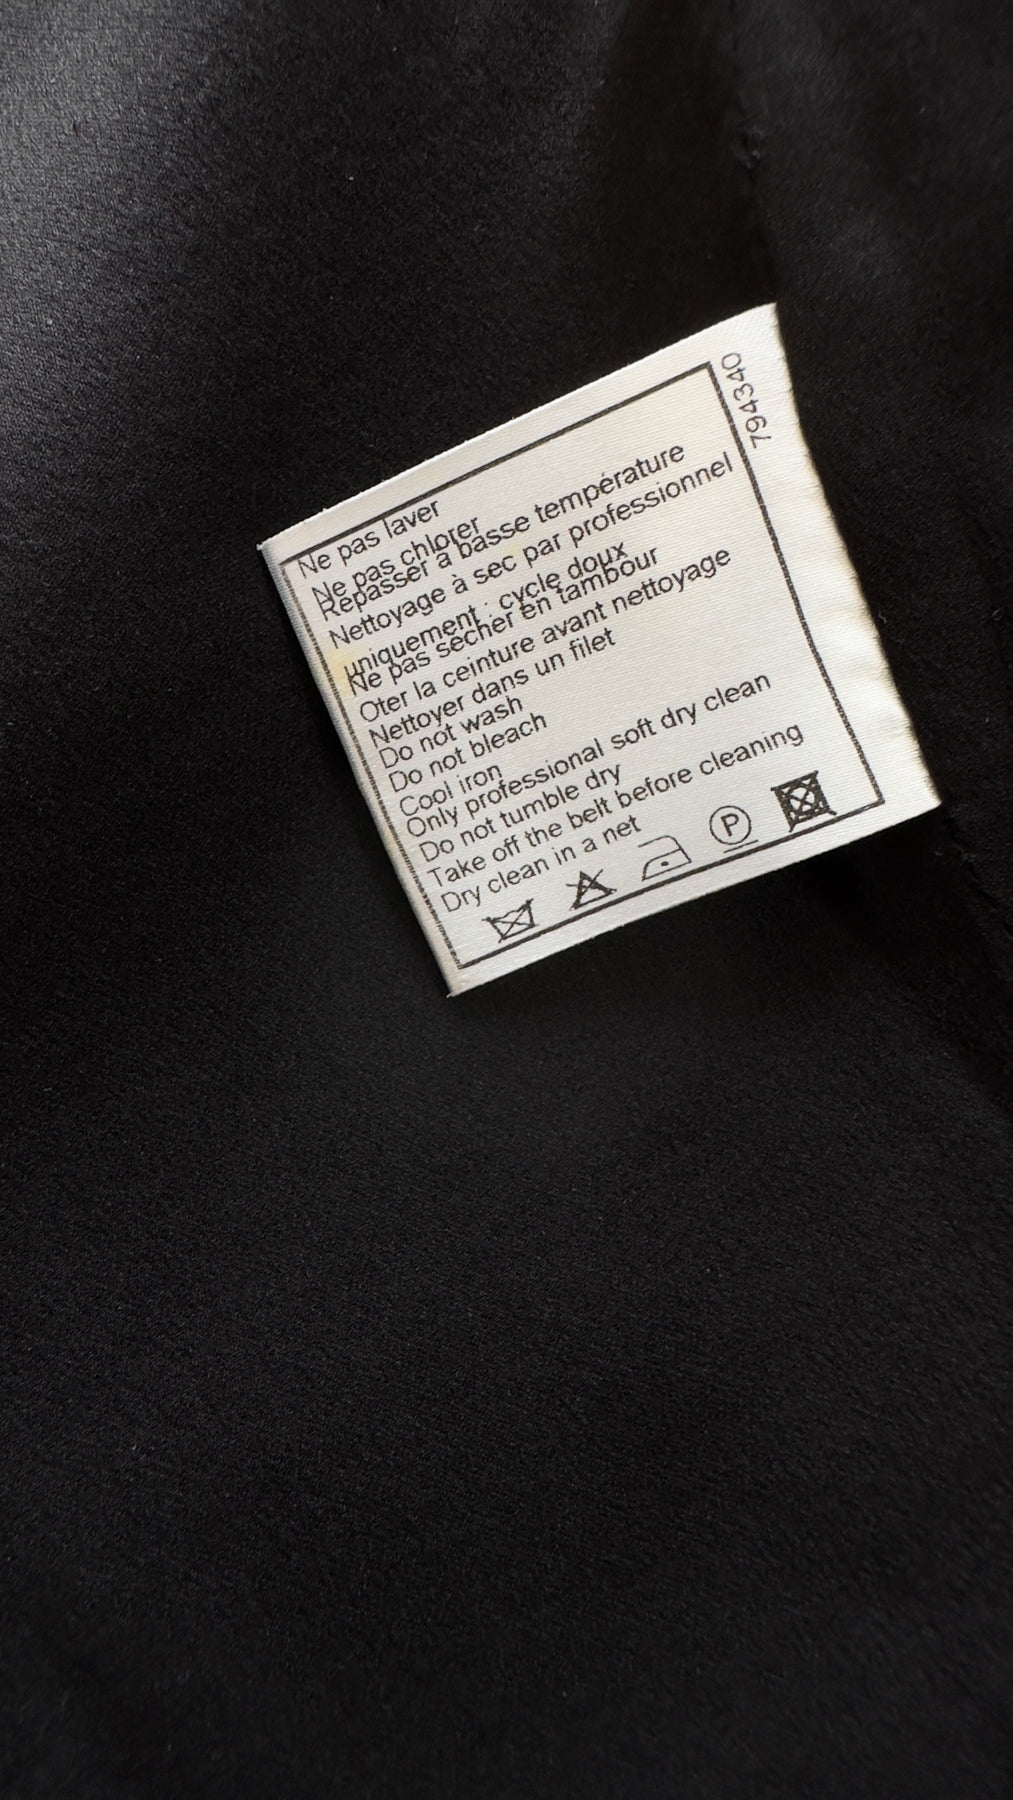 Ne pas laver
Ne pas chlorer
Repasser à basse température
Nettoyage à sec par professionnel
uniquement : cycle doux
Ne pas sécher en tambour
Oter la ceinture avant nettoyage
Nettoyer dans un filet
Do not wash
Do not bleach
Cool iron
Only professional soft dry clean
Do not tumble dry
Take off the belt before cleaning
Dry clean in a net
P
794340